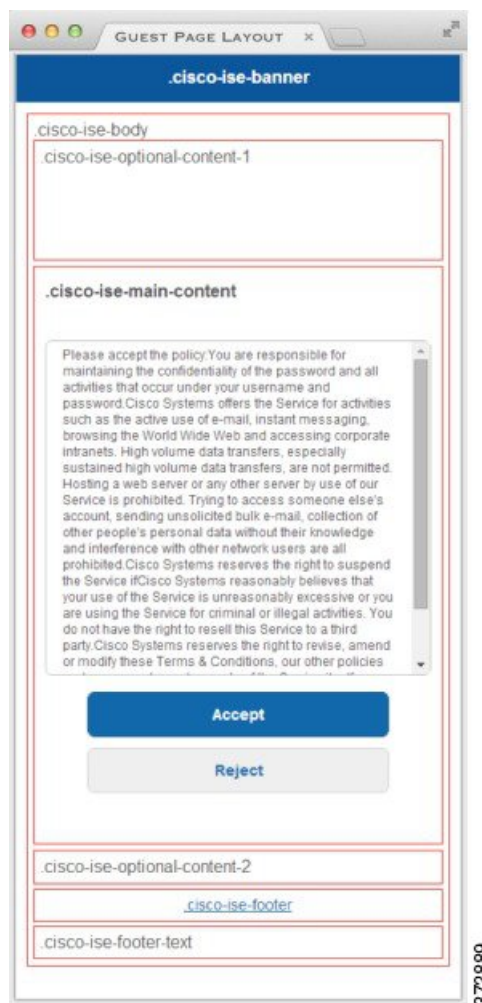 GUEST PAGE LAYOUT ×
.cisco-ise-banner
.cisco-ise-body
.cisco-ise-optional-content-1
.cisco-ise-main-content
Please accept the policy:You are responsible for
maintaining the confidentiality of the password and all
activities that occur under your username and
password.Cisco Systems offers the Service for activities
such as the active use of e-mail, instant messaging,
browsing the World Wide Web and accessing corporate
intranets. High volume data transfers, especially
sustained high volume data transfers, are not permitted.
Hosting a web server or any other server by use of our
Service is prohibited. Trying to access someone else's
account, sending unsolicited bulk e-mail, collection of
other people's personal data without their knowledge
and interference with other network users are all
prohibited.Cisco Systems reserves the right to suspend
the Service ifCisco Systems reasonably believes that
your use of the Service is unreasonably excessive or you
are using the Service for criminal or illegal activities. You
do not have the right to resell this Service to a third
party.Cisco Systems reserves the right to revise, amend
or modify these Terms & Conditions, our other policies
Accept
Reject
.cisco-ise-optional-content-2
.cisco-ise-footer
.cisco-ise-footer-text
372889